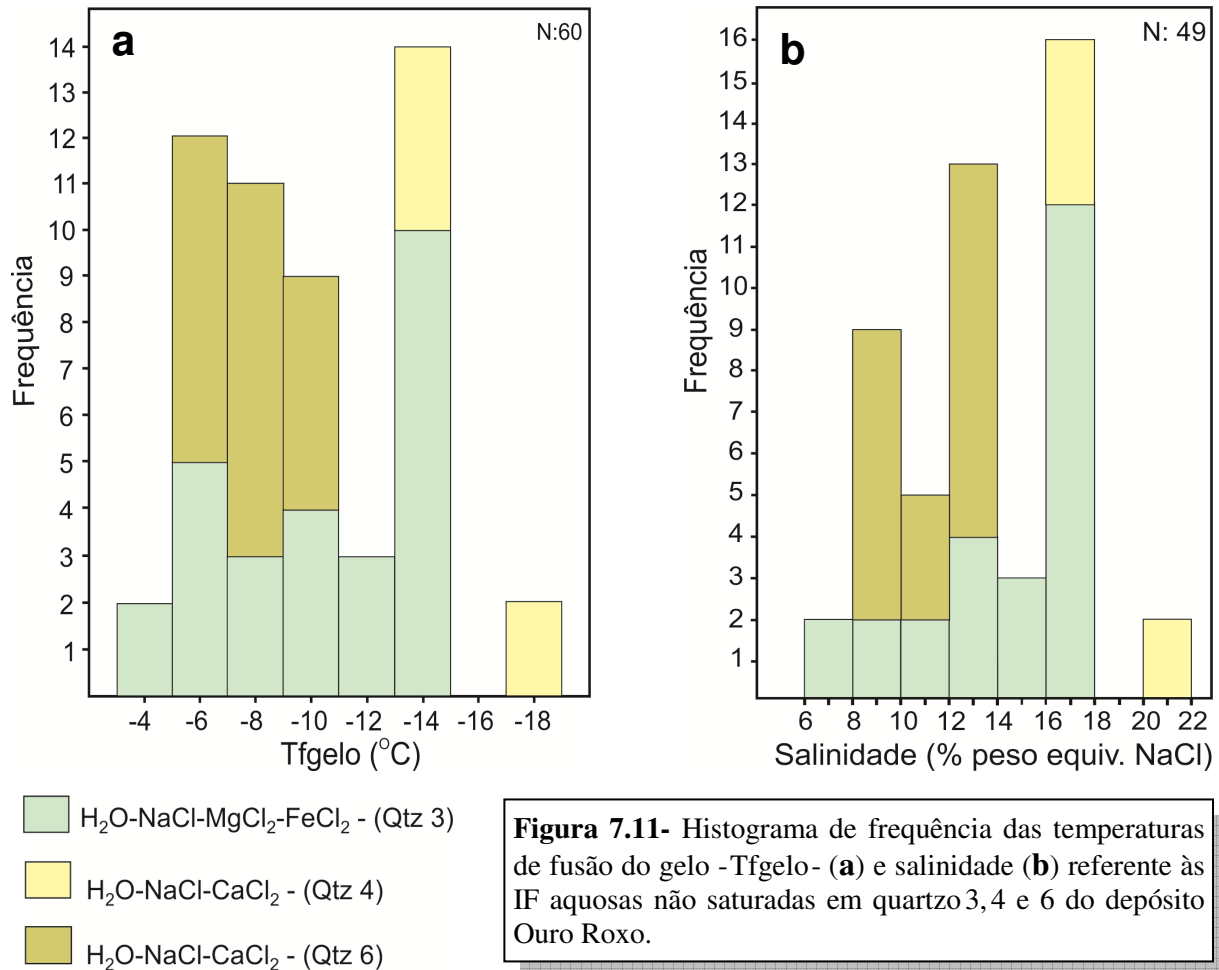 a
N:60
Frequência
14
13
12
11
10
9
8
7
6
5
4
3
2
1
-4 -6 -8 -10 -12 -14 -16 -18
Tfgelo (°C)
b
N: 49
Frequência
16
15
14
13
12
11
10
9
8
7
6
5
4
3
2
1
6 8 10 12 14 16 18 20 22
Salinidade (% peso equiv. NaCl)
H₂O-NaCl-MgCl₂-FeCl₂ - (Qtz 3)
H₂O-NaCl-CaCl₂ - (Qtz 4)
H₂O-NaCl-CaCl₂ - (Qtz 6)
Figura 7.11- Histograma de frequência das temperaturas
de fusão do gelo -Tfgelo- (a) e salinidade (b) referente às
IF aquosas não saturadas em quartzo 3, 4 e 6 do depósito
Ouro Roxo.